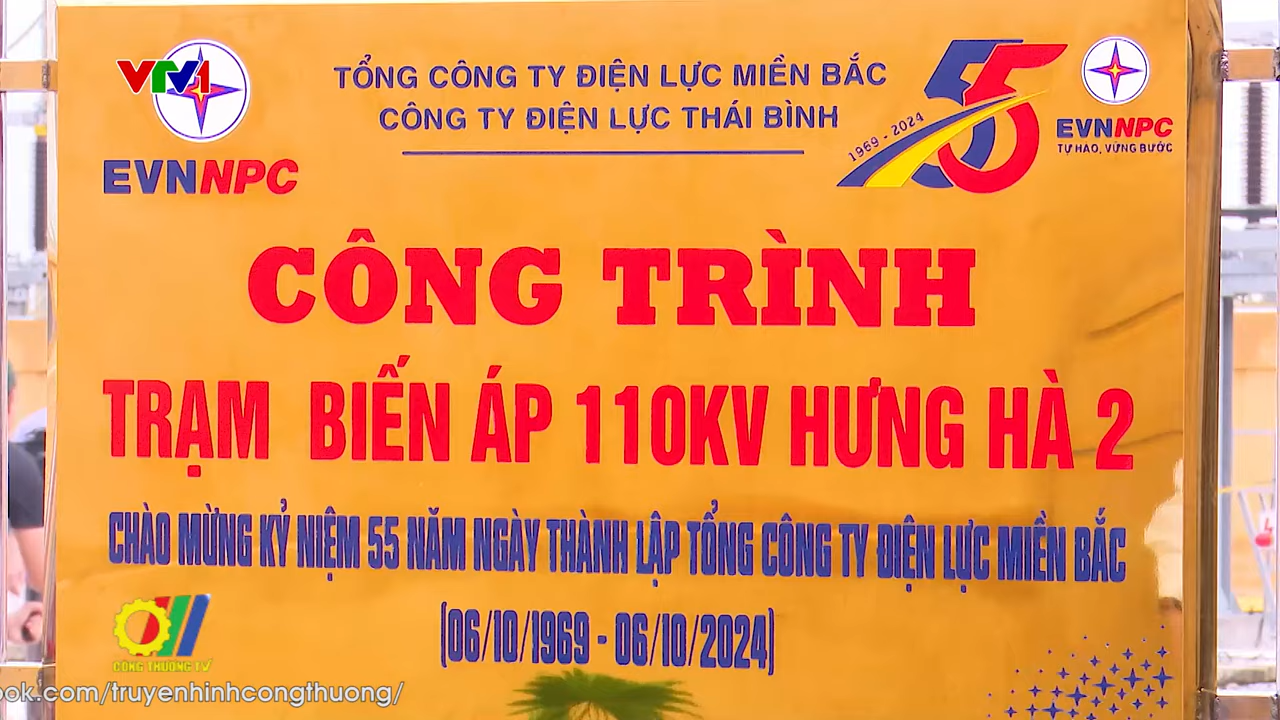 VTV1
EVNNPC
TỔNG CÔNG TY ĐIỆN LỰC MIỀN BẮC
CÔNG TY ĐIỆN LỰC THÁI BÌNH
1969 - 2024
55
EVNNPC
TỰ HÀO, VỮNG BƯỚC
CÔNG TRÌNH
TRẠM BIẾN ÁP 110KV HƯNG HÀ 2
CHÀO MỪNG KỶ NIỆM 55 NĂM NGÀY THÀNH LẬP TỔNG CÔNG TY ĐIỆN LỰC MIỀN BẮC
(06/10/1969 - 06/10/2024)
CÔNG THƯƠNG TV
ook.com/truyenhinhcongthuong/